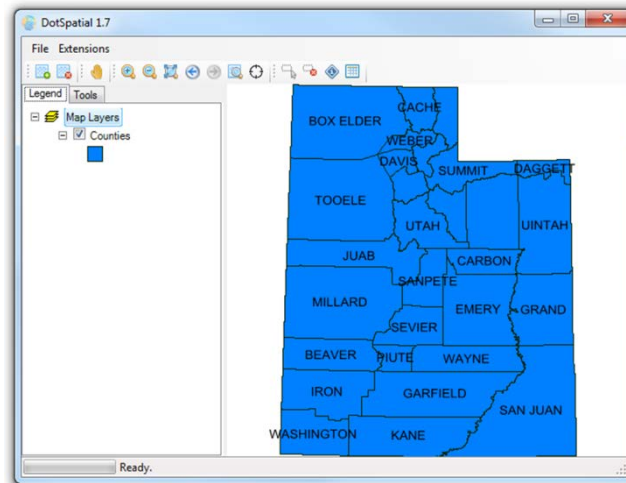 DotSpatial 1.7
File Extensions
Legend Tools
Map Layers
Counties
CACHE
BOX ELDER
WEBER
DAVIS
SUMMIT
DAGGETT
TOOELE
UTAH
UINTAH
JUAB
CARBON
SANPETE
MILLARD
EMERY
GRAND
SEVIER
BEAVER
PIUTE
WAYNE
IRON
GARFIELD
SAN JUAN
WASHINGTON
KANE
Ready.